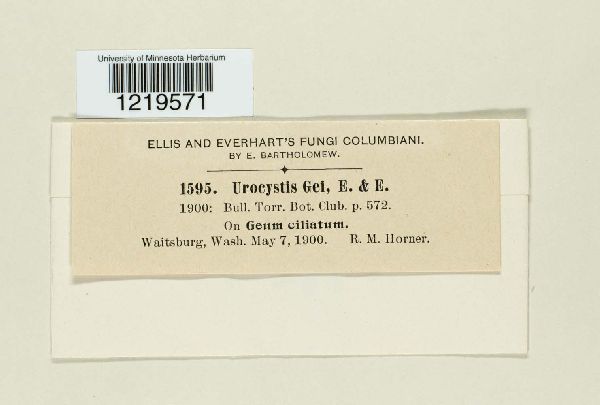 University of Minnesota Herbarium
1219571
ELLIS AND EVERHART'S FUNGI COLUMBIANI.
BY E. BARTHOLOMEW.
1595. Urocystis Gei, E. & E.
1900: Bull. Torr. Bot. Club. p. 572.
On Geum ciliatum.
Waitsburg, Wash. May 7, 1900. R. M. Horner.